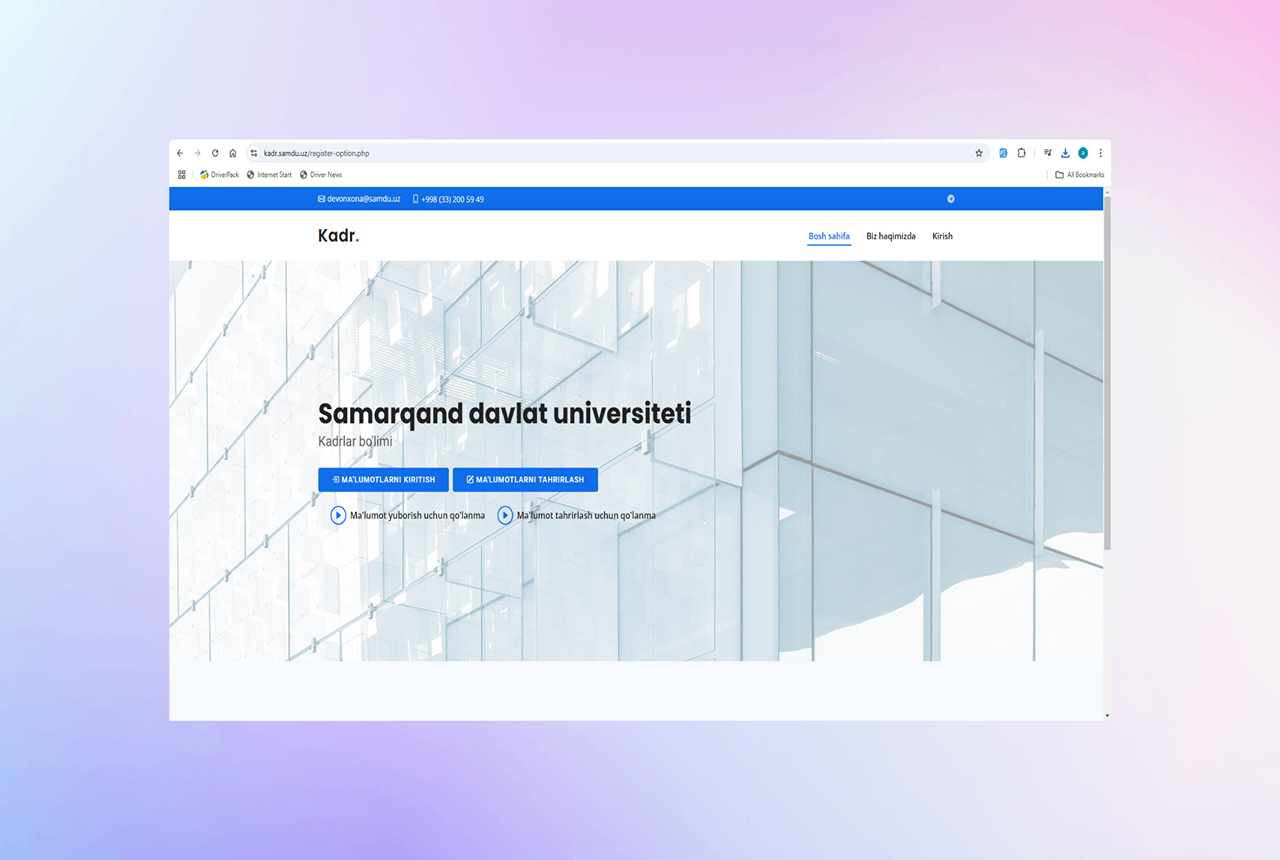 kadr.samdu.uz/register-option.php
a
DriverPack Internet Start Driver News All Bookmarks
devonxona@samdu.uz +998 (33) 200 59 49
Kadr. Bosh sahifa Biz haqimizda Kirish
Samarqand davlat universiteti
Kadrlar bo'limi
MA'LUMOTLARNI KIRITISH MA'LUMOTLARNI TAHRIRLASH
Ma'lumot yuborish uchun qo'lanma Ma'lumot tahrirlash uchun qo'lanma